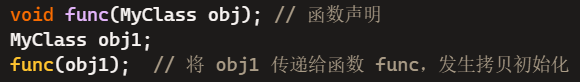 void func(MyClass obj); // 函数声明
MyClass obj1;
func(obj1);  // 将 obj1 传递给函数 func，发生拷贝初始化